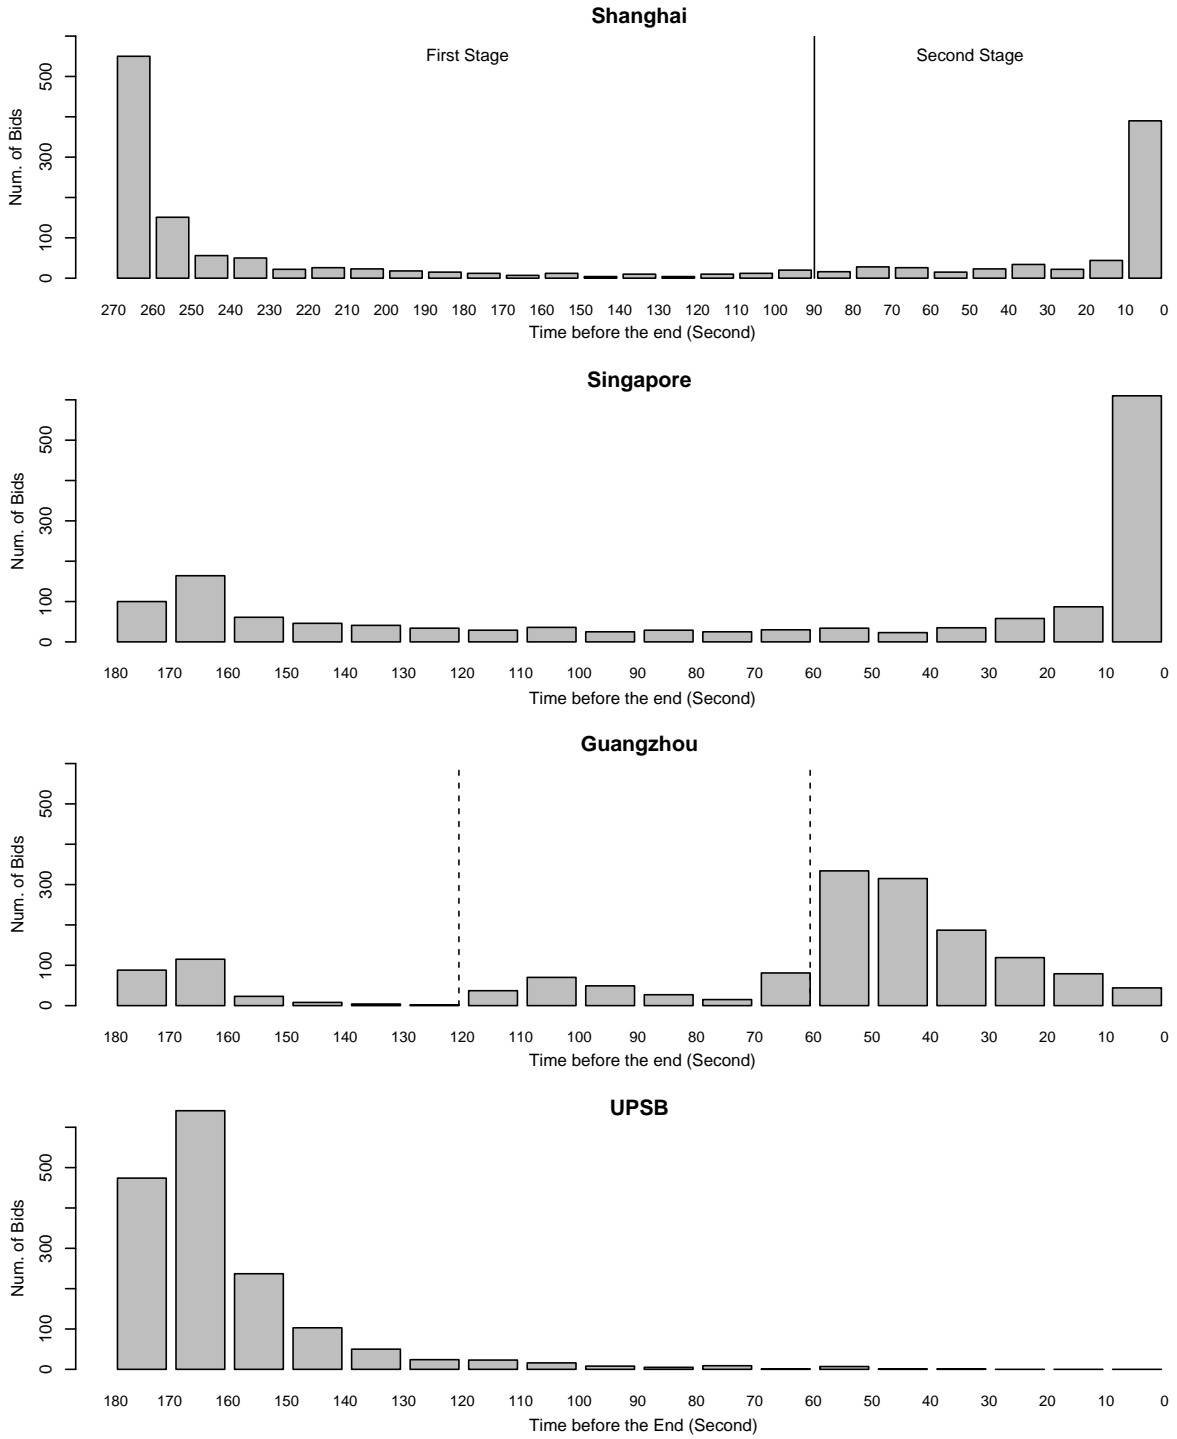 Shanghai
First Stage
Second Stage
Num. of Bids
0
100
300
500
270 260 250 240 230 220 210 200 190 180 170 160 150 140 130 120 110 100 90 80 70 60 50 40 30 20 10 0
Time before the end (Second)
Singapore
Num. of Bids
0
100
300
500
180 170 160 150 140 130 120 110 100 90 80 70 60 50 40 30 20 10 0
Time before the end (Second)
Guangzhou
Num. of Bids
0
100
300
500
180 170 160 150 140 130 120 110 100 90 80 70 60 50 40 30 20 10 0
Time before the end (Second)
UPSB
Num. of Bids
0
100
300
500
180 170 160 150 140 130 120 110 100 90 80 70 60 50 40 30 20 10 0
Time before the End (Second)